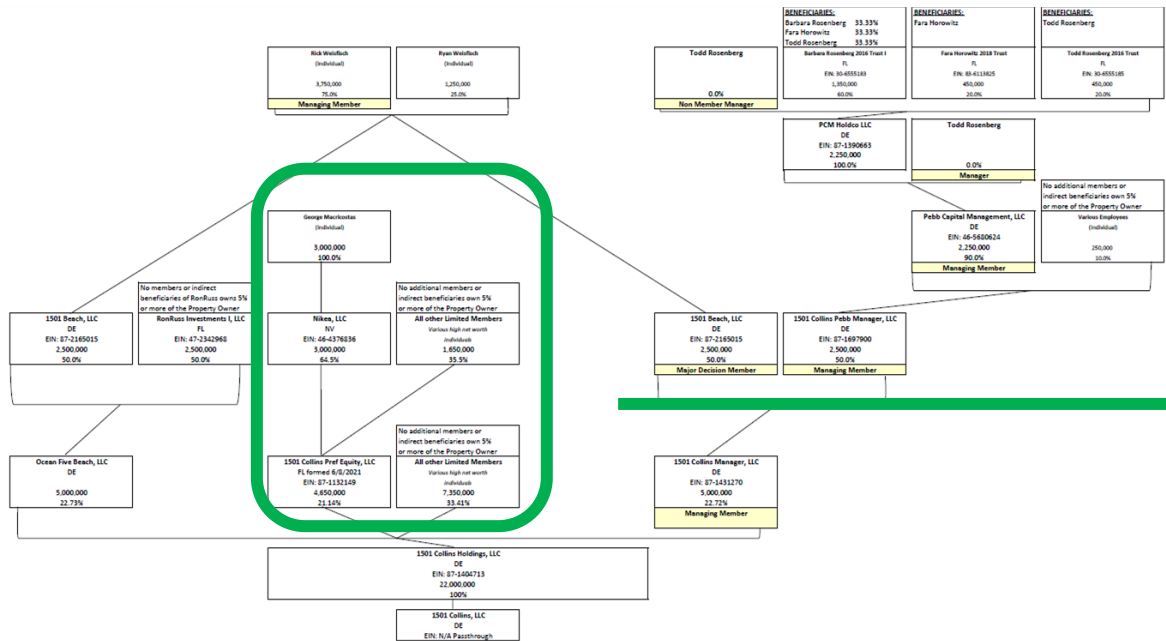 BENEFICIARIES:
Barbara Rosenberg 33.33%
Fara Horowitz 33.33%
Todd Rosenberg 33.33%
BENEFICIARIES:
Fara Horowitz
BENEFICIARIES:
Todd Rosenberg
Rick Weisfisch
(Individual)
3,750,000
75.0%
Managing Member
Ryan Weisfisch
(Individual)
1,250,000
25.0%
Todd Rosenberg
0.0%
Non Member Manager
Barbara Rosenberg 2016 Trust I
FL
EIN: 30-6555183
1,350,000
60.0%
Fara Horowitz 2018 Trust
FL
EIN: 83-6113825
450,000
20.0%
Todd Rosenberg 2016 Trust
FL
EIN: 30-6555185
450,000
20.0%
PCM Holdco LLC
DE
EIN: 87-1390663
2,250,000
100.0%
Todd Rosenberg
0.0%
Manager
No additional members or
indirect beneficiaries own 5%
or more of the Property Owner
George Macricostas
(Individual)
3,000,000
100.0%
Pebb Capital Management, LLC
DE
EIN: 46-5680624
2,250,000
90.0%
Managing Member
Various Employees
(Individual)
250,000
10.0%
No members or indirect
beneficiaries of RonRuss owns 5%
or more of the Property Owner
No additional members or
indirect beneficiaries own 5%
or more of the Property Owner
1501 Beach, LLC
DE
EIN: 87-2165015
2,500,000
50.0%
RonRuss Investments I, LLC
FL
EIN: 47-2342968
2,500,000
50.0%
Nikea, LLC
NV
EIN: 46-4376836
3,000,000
64.5%
All other Limited Members
Various high net worth
individuals
1,650,000
35.5%
1501 Beach, LLC
DE
EIN: 87-2165015
2,500,000
50.0%
Major Decision Member
1501 Collins Pebb Manager, LLC
DE
EIN: 87-1697900
2,500,000
50.0%
Managing Member
No additional members or
indirect beneficiaries own 5%
or more of the Property Owner
Ocean Five Beach, LLC
DE
5,000,000
22.73%
1501 Collins Pref Equity, LLC
FL formed 6/8/2021
EIN: 87-1132149
4,650,000
21.14%
All other Limited Members
Various high net worth
individuals
7,350,000
33.41%
1501 Collins Manager, LLC
DE
EIN: 87-1431270
5,000,000
22.72%
Managing Member
1501 Collins Holdings, LLC
DE
EIN: 87-1404713
22,000,000
100%
1501 Collins, LLC
DE
EIN: N/A Passthrough